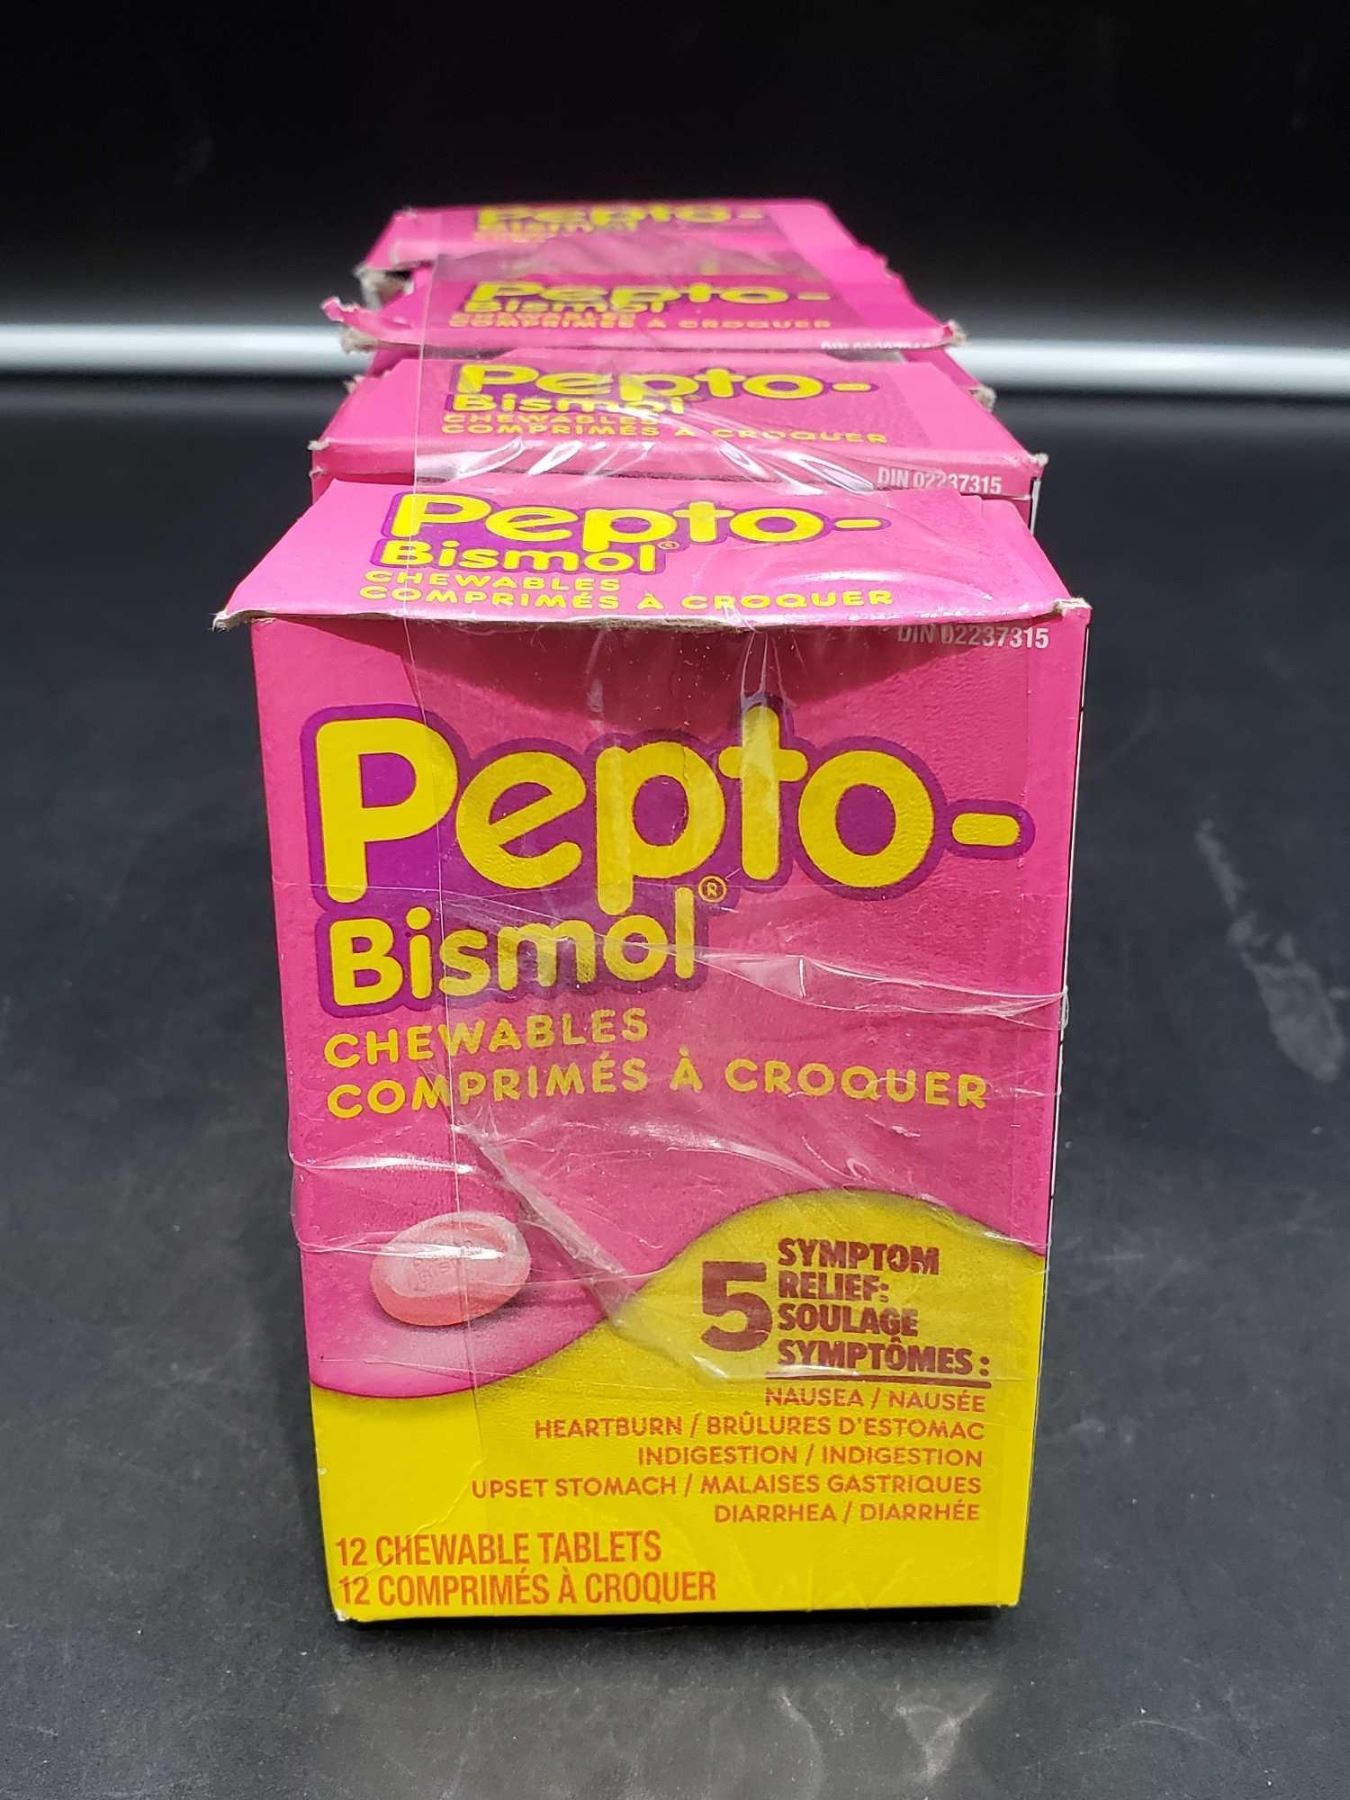 Pepto-
Bismol
Pepto-
Bismol
COMPRIMÉS À CROQUER
Pepto-
Bismol
CHEWABLES
COMPRIMÉS À CROQUER
DIN 02237315
Pepto-
Bismol®
CHEWABLES
COMPRIMÉS À CROQUER
DIN 02237315
Pepto-
Bismol®
CHEWABLES
COMPRIMÉS À CROQUER
5 SYMPTOM
RELIEF:
SOULAGE
SYMPTÔMES :
NAUSEA / NAUSÉE
HEARTBURN / BRÛLURES D'ESTOMAC
INDIGESTION / INDIGESTION
UPSET STOMACH / MALAISES GASTRIQUES
DIARRHEA / DIARRHÉE
12 CHEWABLE TABLETS
12 COMPRIMÉS À CROQUER